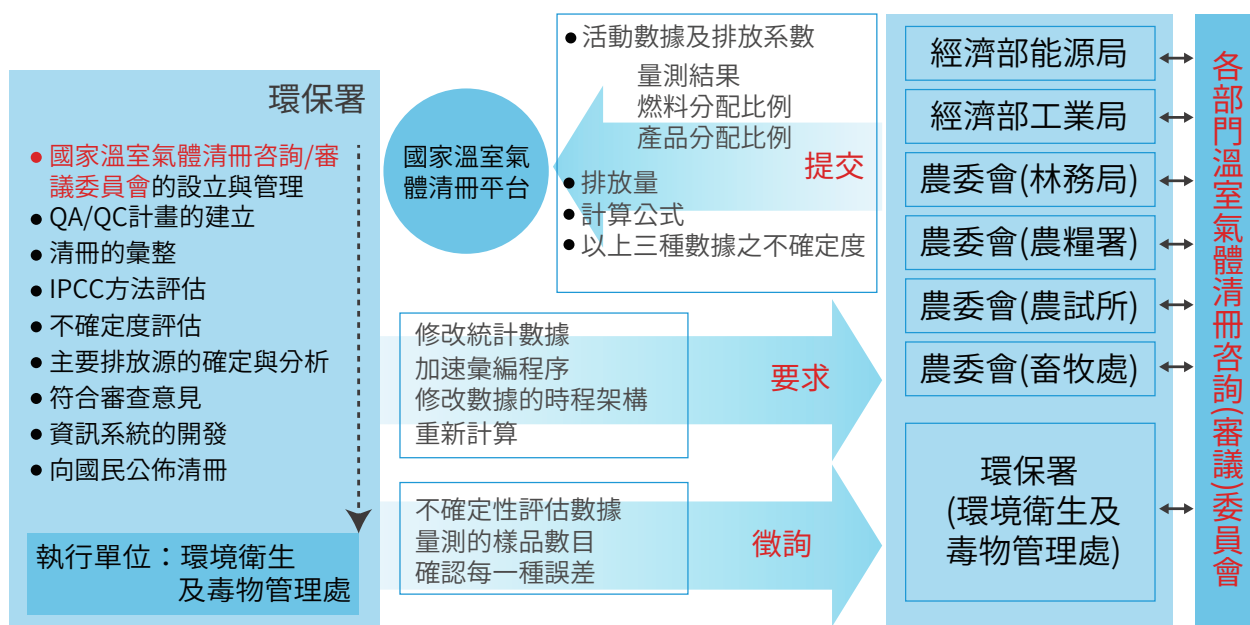 環保署
● 國家溫室氣體清冊咨詢/審
議委員會的設立與管理
● QA/QC計畫的建立
● 清冊的彙整
● IPCC方法評估
● 不確定度評估
● 主要排放源的確定與分析
● 符合審查意見
● 資訊系統的開發
● 向國民公佈清冊
執行單位：環境衛生
及毒物管理處
國家溫室氣
體清冊平台
● 活動數據及排放系數
量測結果
燃料分配比例
產品分配比例
● 排放量
● 計算公式
● 以上三種數據之不確定度
提交
修改統計數據
加速彙編程序
修改數據的時程架構
重新計算
要求
不確定性評估數據
量測的樣品數目
確認每一種誤差
徵詢
經濟部能源局
經濟部工業局
農委會(林務局)
農委會(農糧署)
農委會(農試所)
農委會(畜牧處)
環保署
(環境衛生及
毒物管理處)
各部門溫室氣體清冊咨詢(審議)委員會